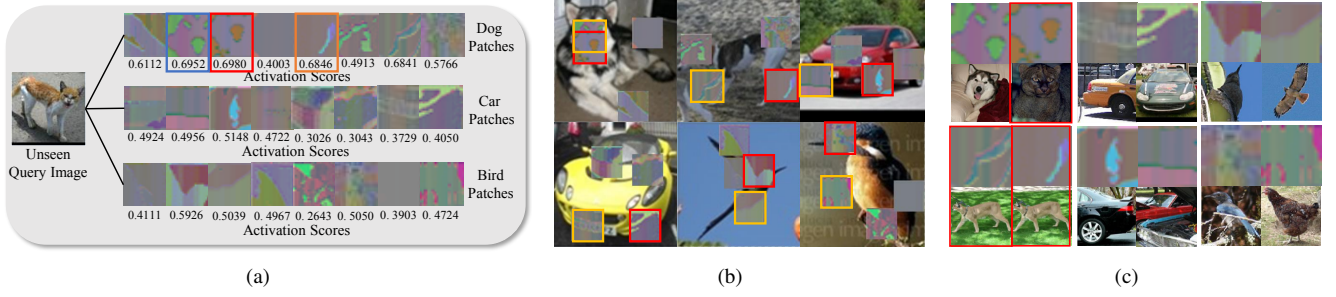 Dog
Patches
0.6112 0.6952 0.6980 0.4003 0.6846 0.4913 0.6841 0.5766
Activation Scores
Car
Patches
0.4924 0.4956 0.5148 0.4722 0.3026 0.3043 0.3729 0.4050
Activation Scores
Unseen
Query Image
Bird
Patches
0.4111 0.5926 0.5039 0.4967 0.2643 0.5050 0.3903 0.4724
Activation Scores
(a)
(b)
(c)